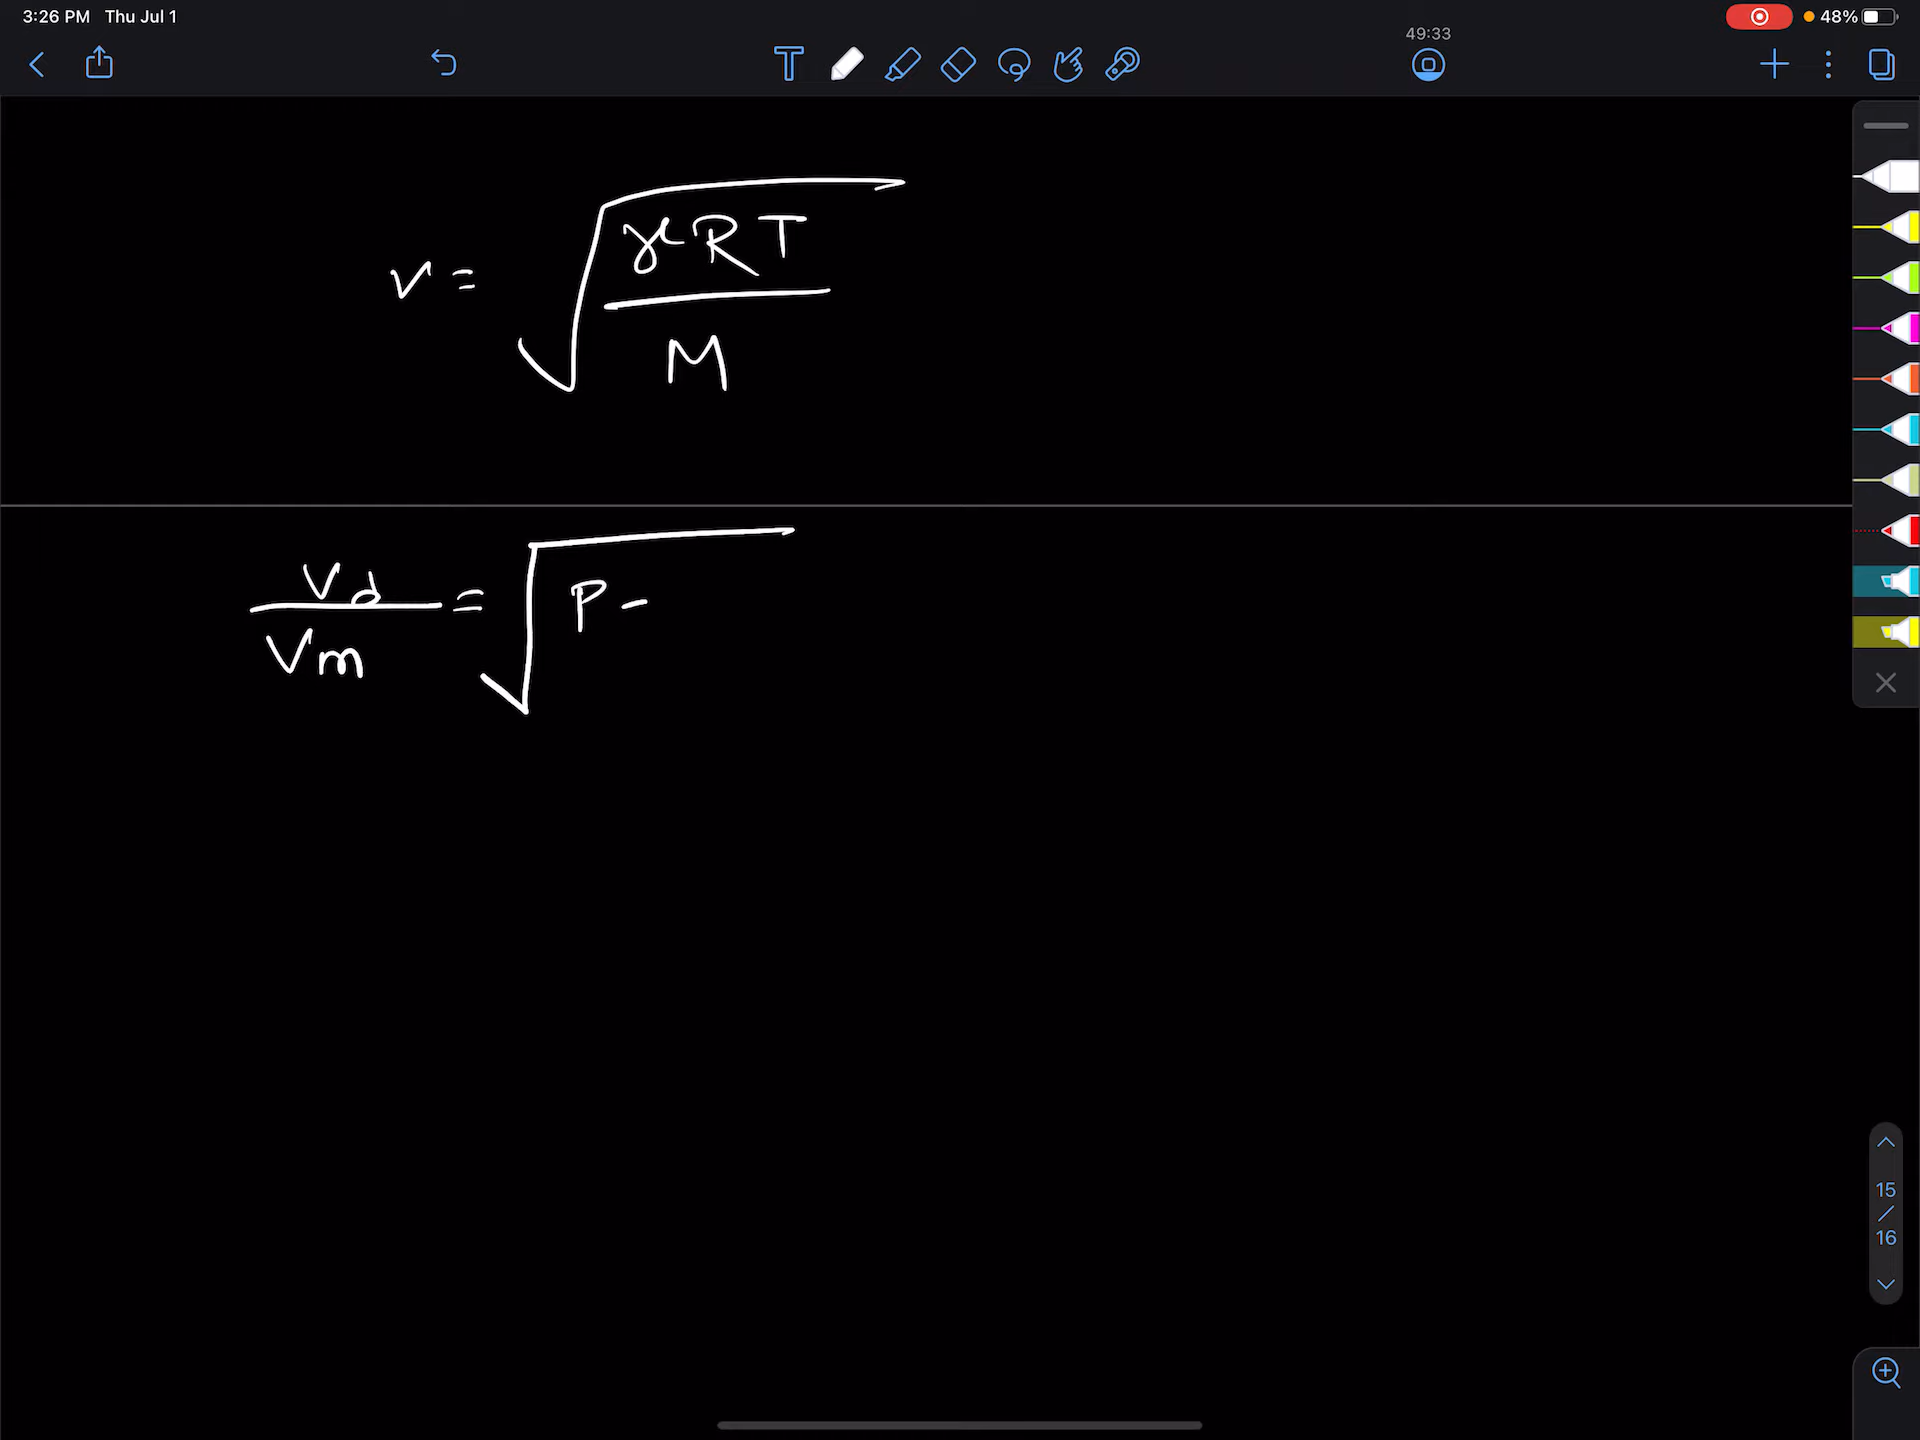 3:26 PM Thu Jul 1
48%
49:33
v = √(γRT / M)
Vd / Vm = √(P -
15
/
16